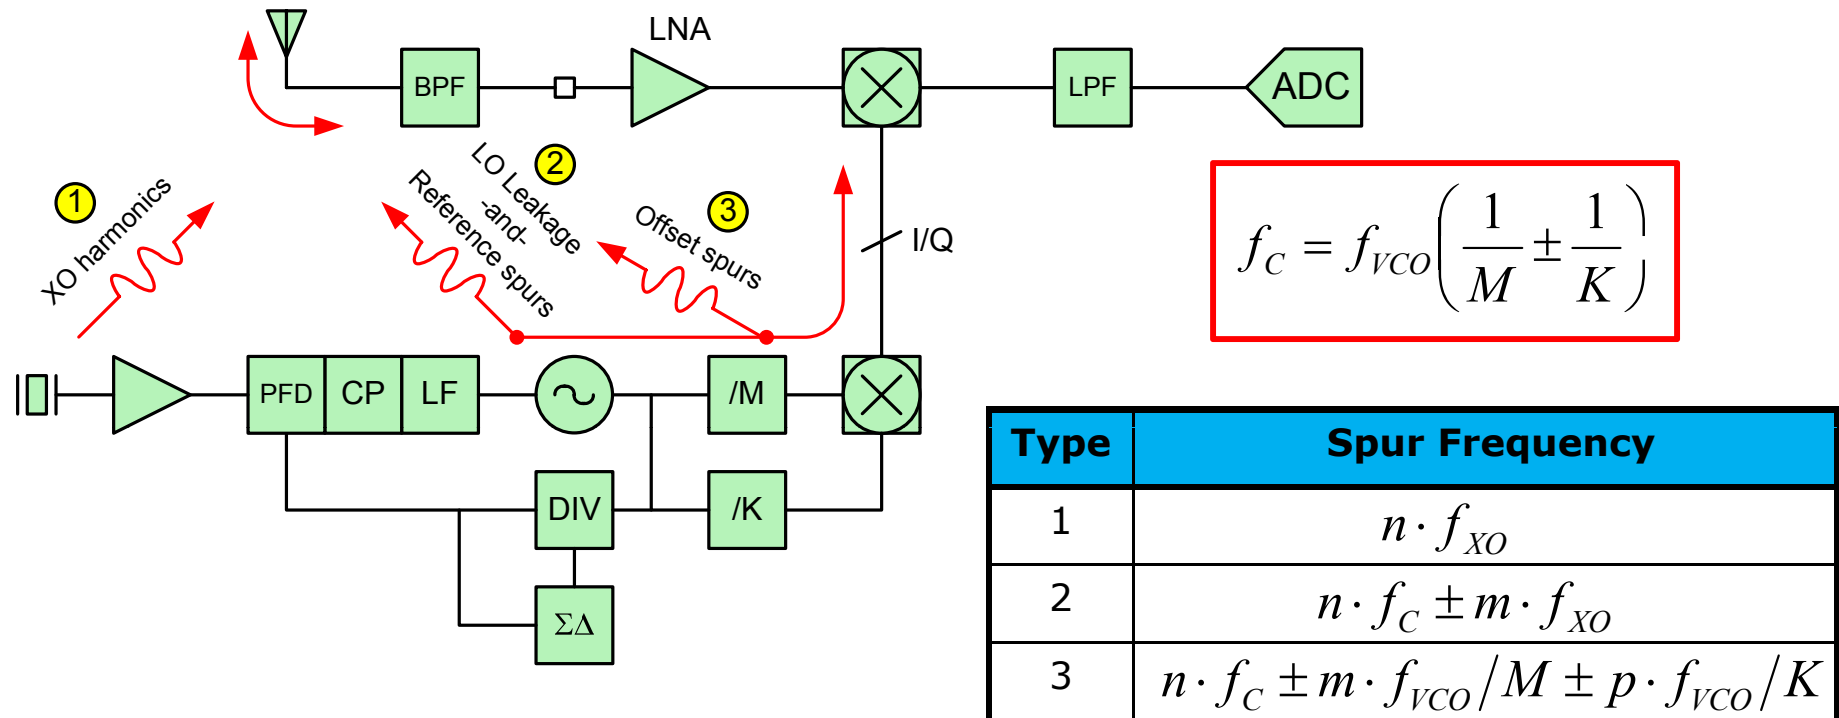 LNA
BPF
LPF
ADC
1
XO harmonics
2
LO Leakage
-and-
Reference spurs
3
Offset spurs
I/Q
f_C = f_VCO (1/M ± 1/K)
PFD
CP
LF
/M
DIV
/K
ΣΔ
Type Spur Frequency
1 n · f_XO
2 n · f_C ± m · f_XO
3 n · f_C ± m · f_VCO/M ± p · f_VCO/K